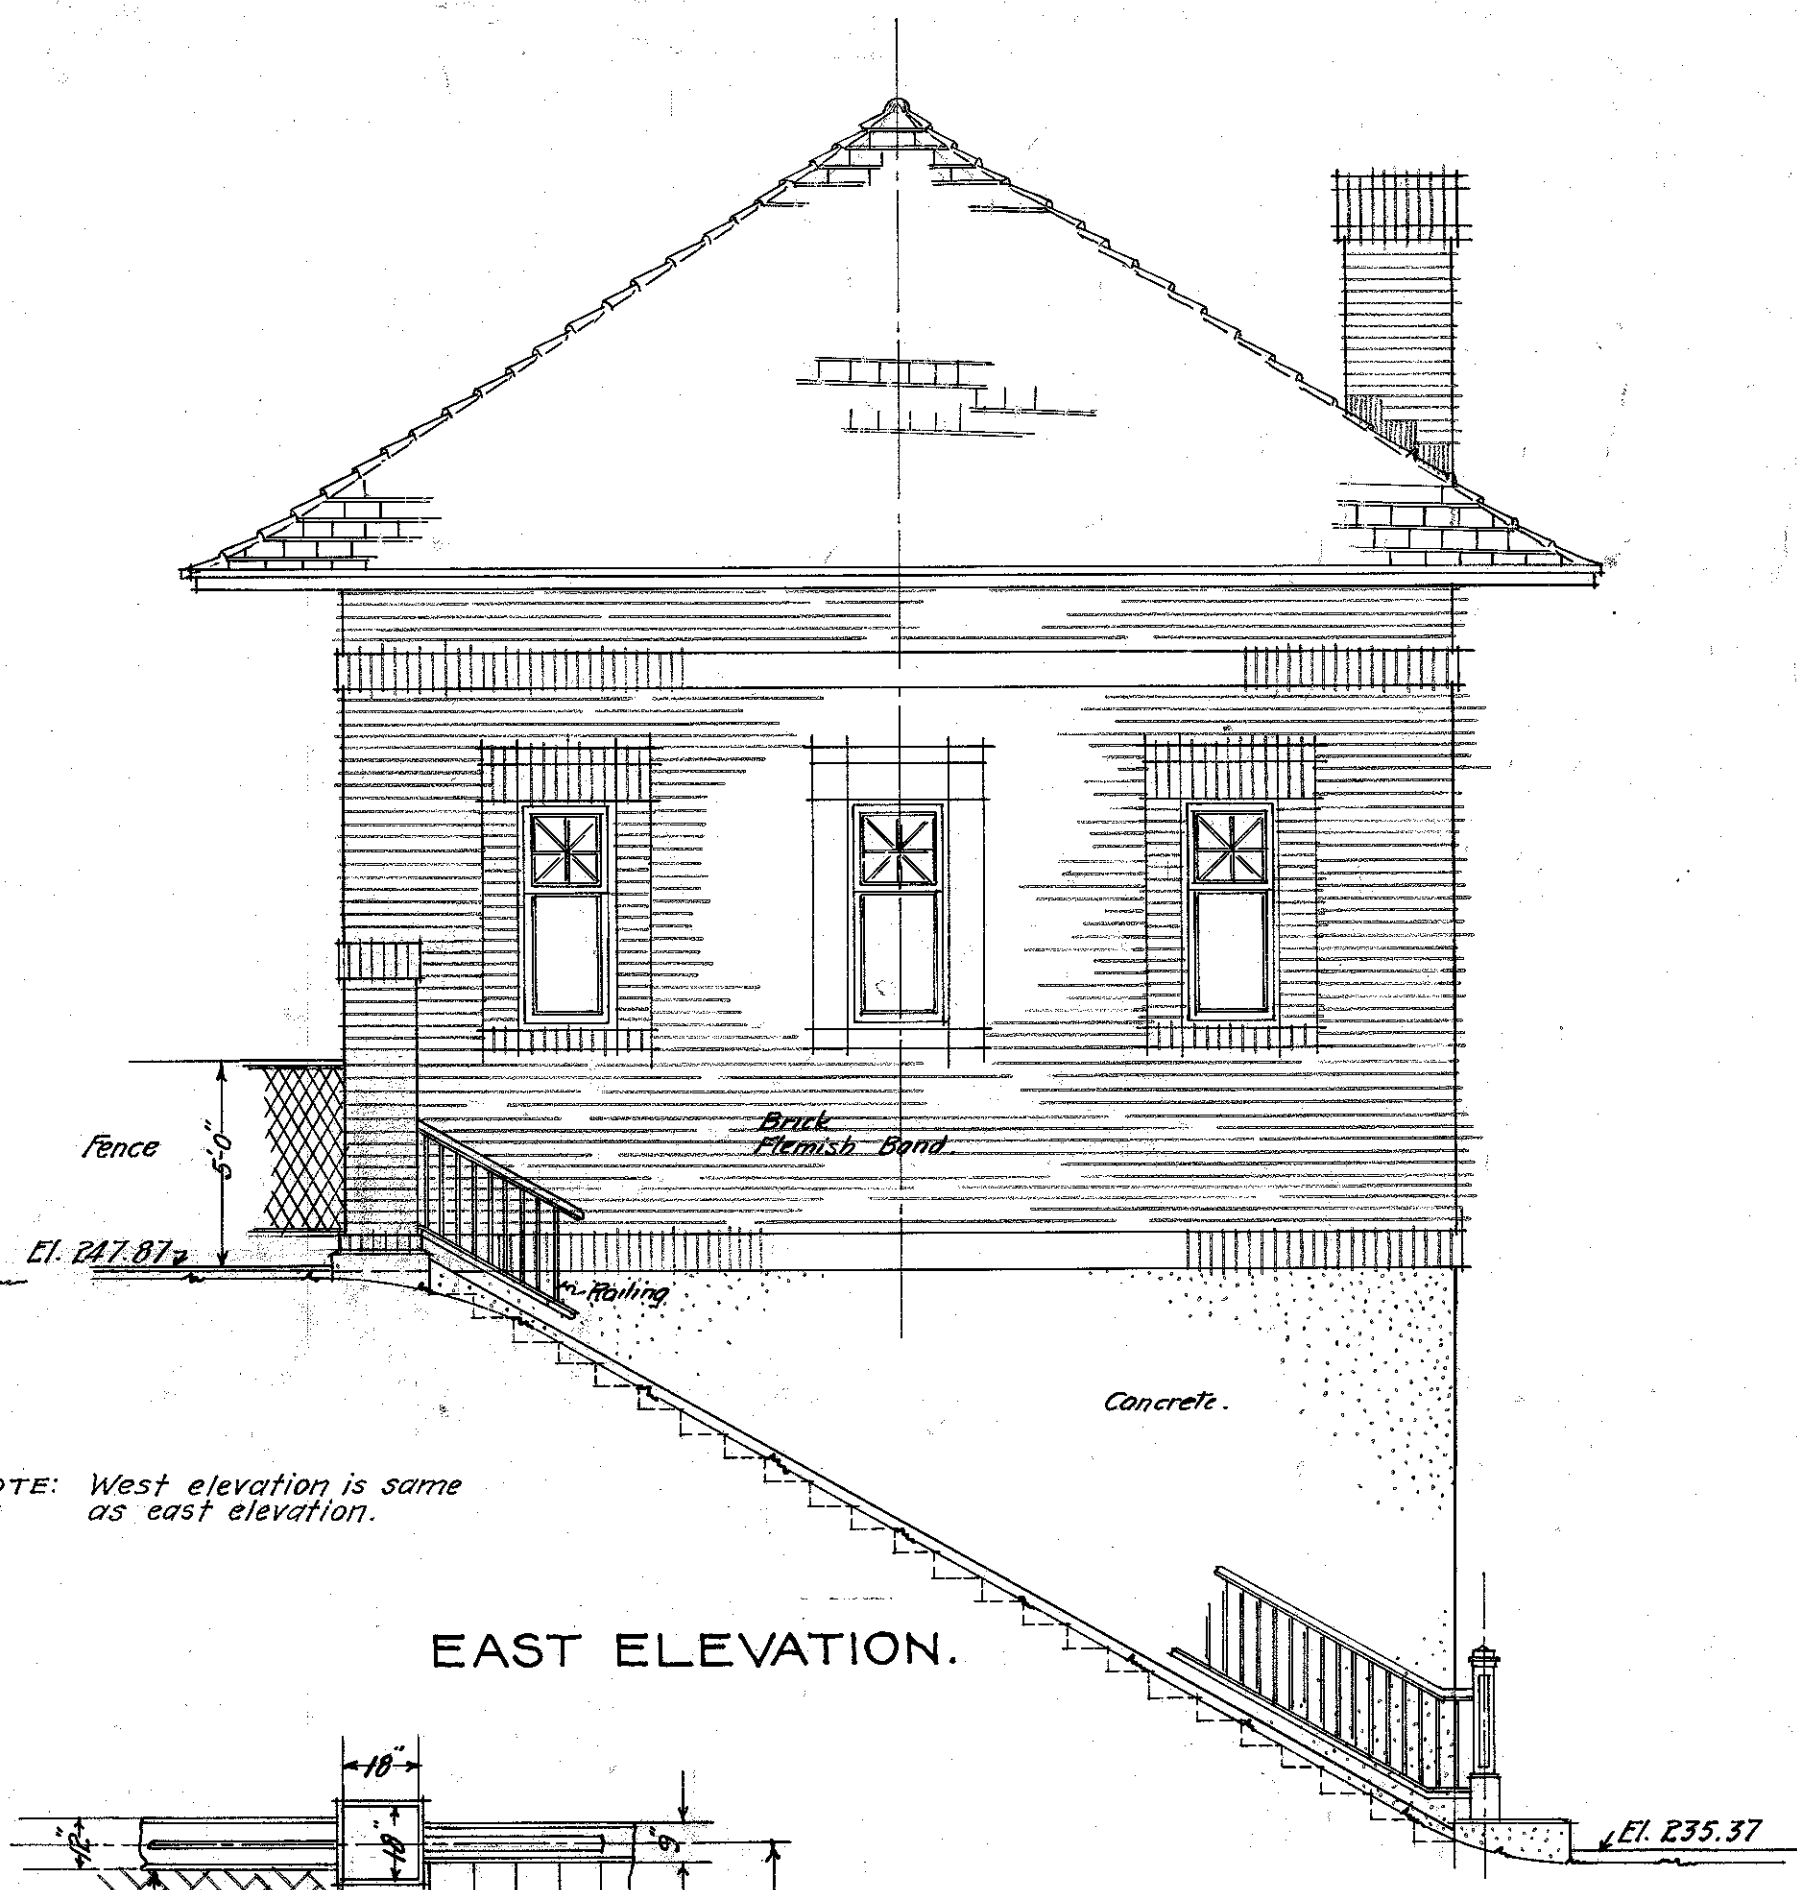 Fence
5'-0"
El. 247.87
Brick
Flemish Bond.
Railing
Concrete.
OTE: West elevation is same
as east elevation.
EAST ELEVATION.
18"
12"
18"
9"
El. 235.37